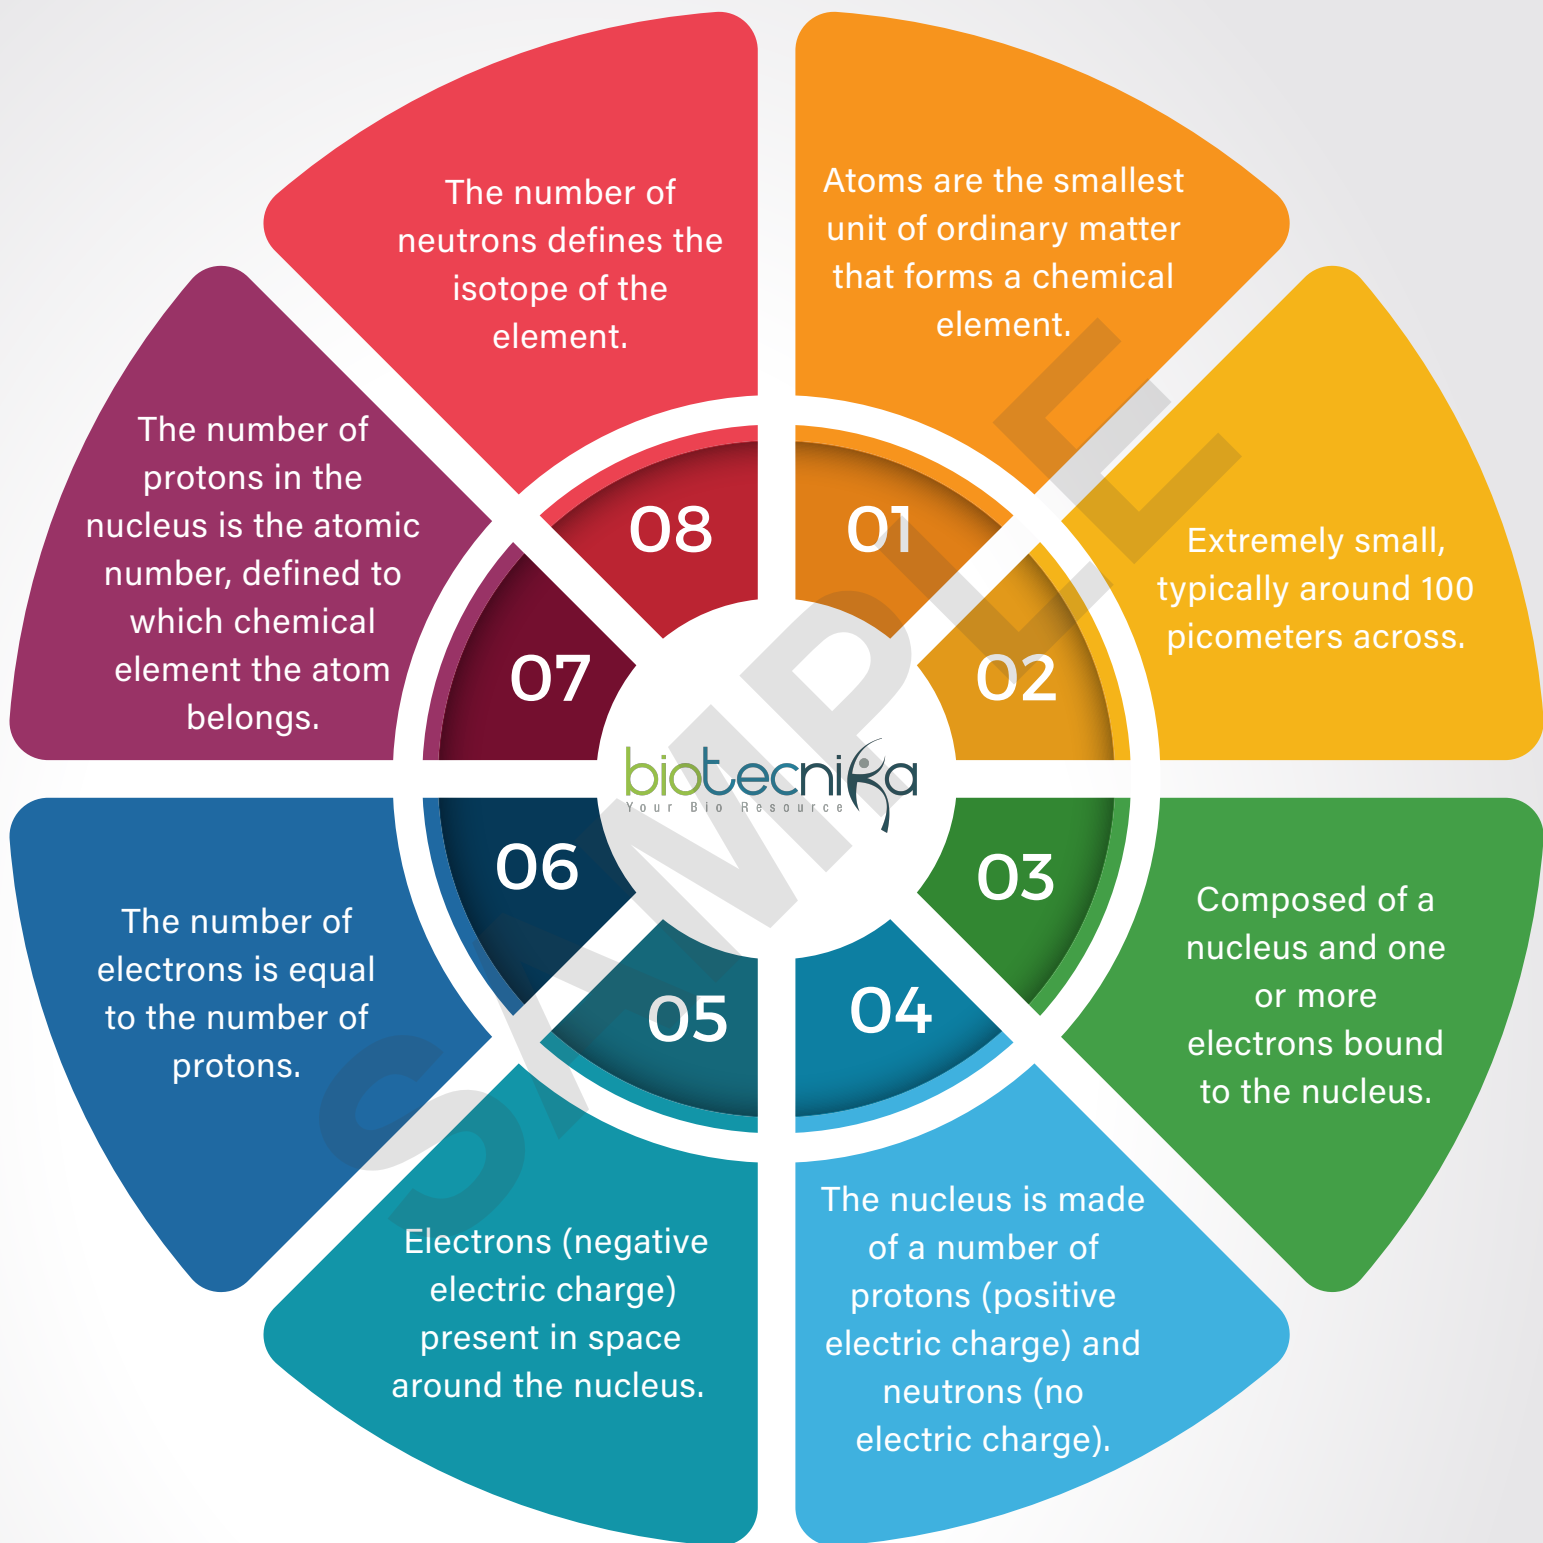 Atoms are the smallest
unit of ordinary matter
that forms a chemical
element.
01
Extremely small,
typically around 100
picometers across.
02
Composed of a
nucleus and one
or more
electrons bound
to the nucleus.
03
The nucleus is made
of a number of
protons (positive
electric charge) and
neutrons (no
electric charge).
04
Electrons (negative
electric charge)
present in space
around the nucleus.
05
The number of
electrons is equal
to the number of
protons.
06
The number of
protons in the
nucleus is the atomic
number, defined to
which chemical
element the atom
belongs.
07
The number of
neutrons defines the
isotope of the
element.
08
biotecnika
Your Bio Resource
SAMPLE